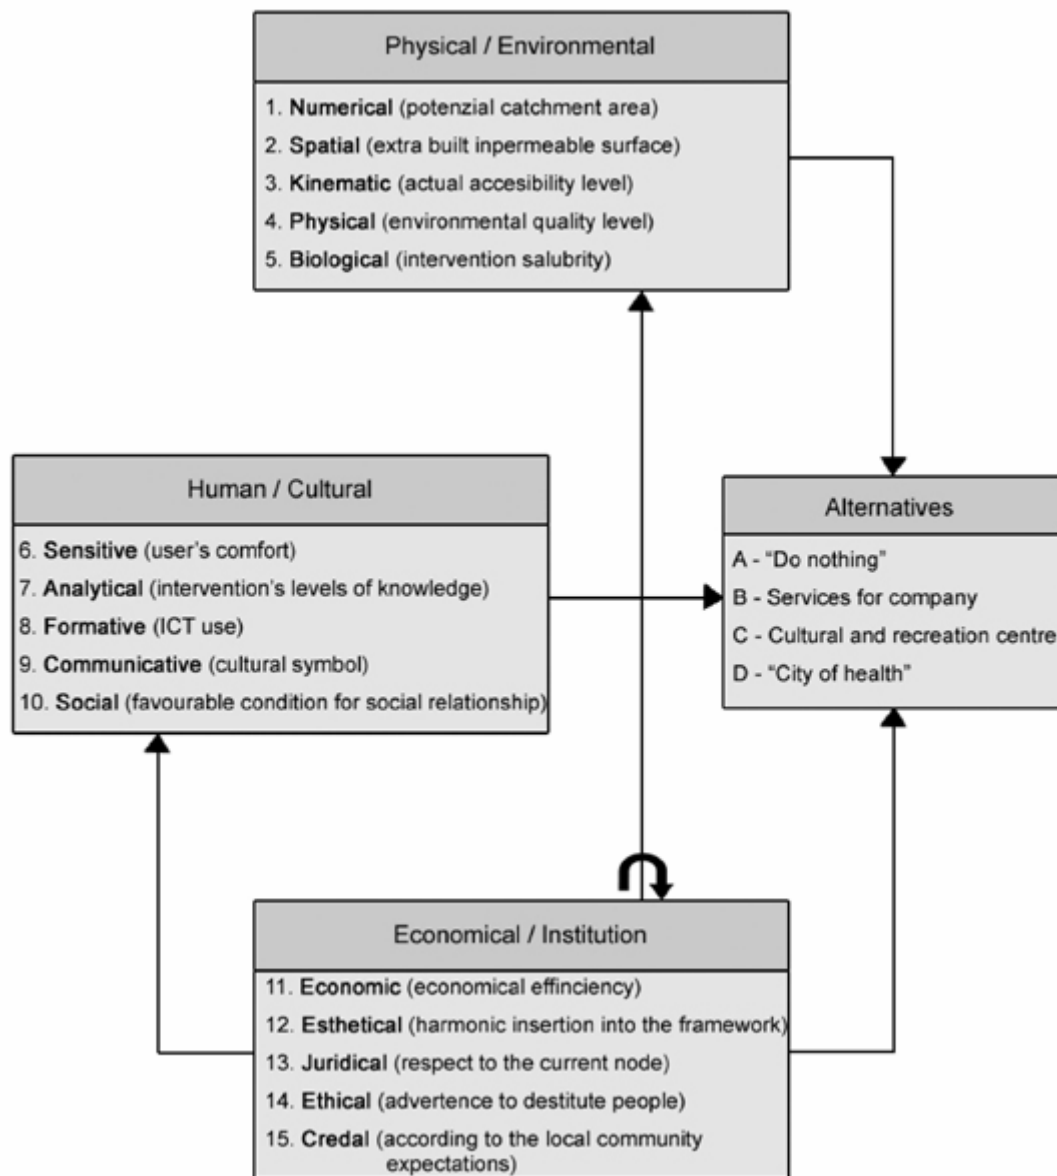 Physical / Environmental
1. Numerical (potenzial catchment area)
2. Spatial (extra built inpermeable surface)
3. Kinematic (actual accesibility level)
4. Physical (environmental quality level)
5. Biological (intervention salubrity)
Human / Cultural
6. Sensitive (user's comfort)
7. Analytical (intervention's levels of knowledge)
8. Formative (ICT use)
9. Communicative (cultural symbol)
10. Social (favourable condition for social relationship)
Alternatives
A - “Do nothing”
B - Services for company
C - Cultural and recreation centre
D - “City of health”
Economical / Institution
11. Economic (economical effinciency)
12. Esthetical (harmonic insertion into the framework)
13. Juridical (respect to the current node)
14. Ethical (advertence to destitute people)
15. Credal (according to the local community
expectations)